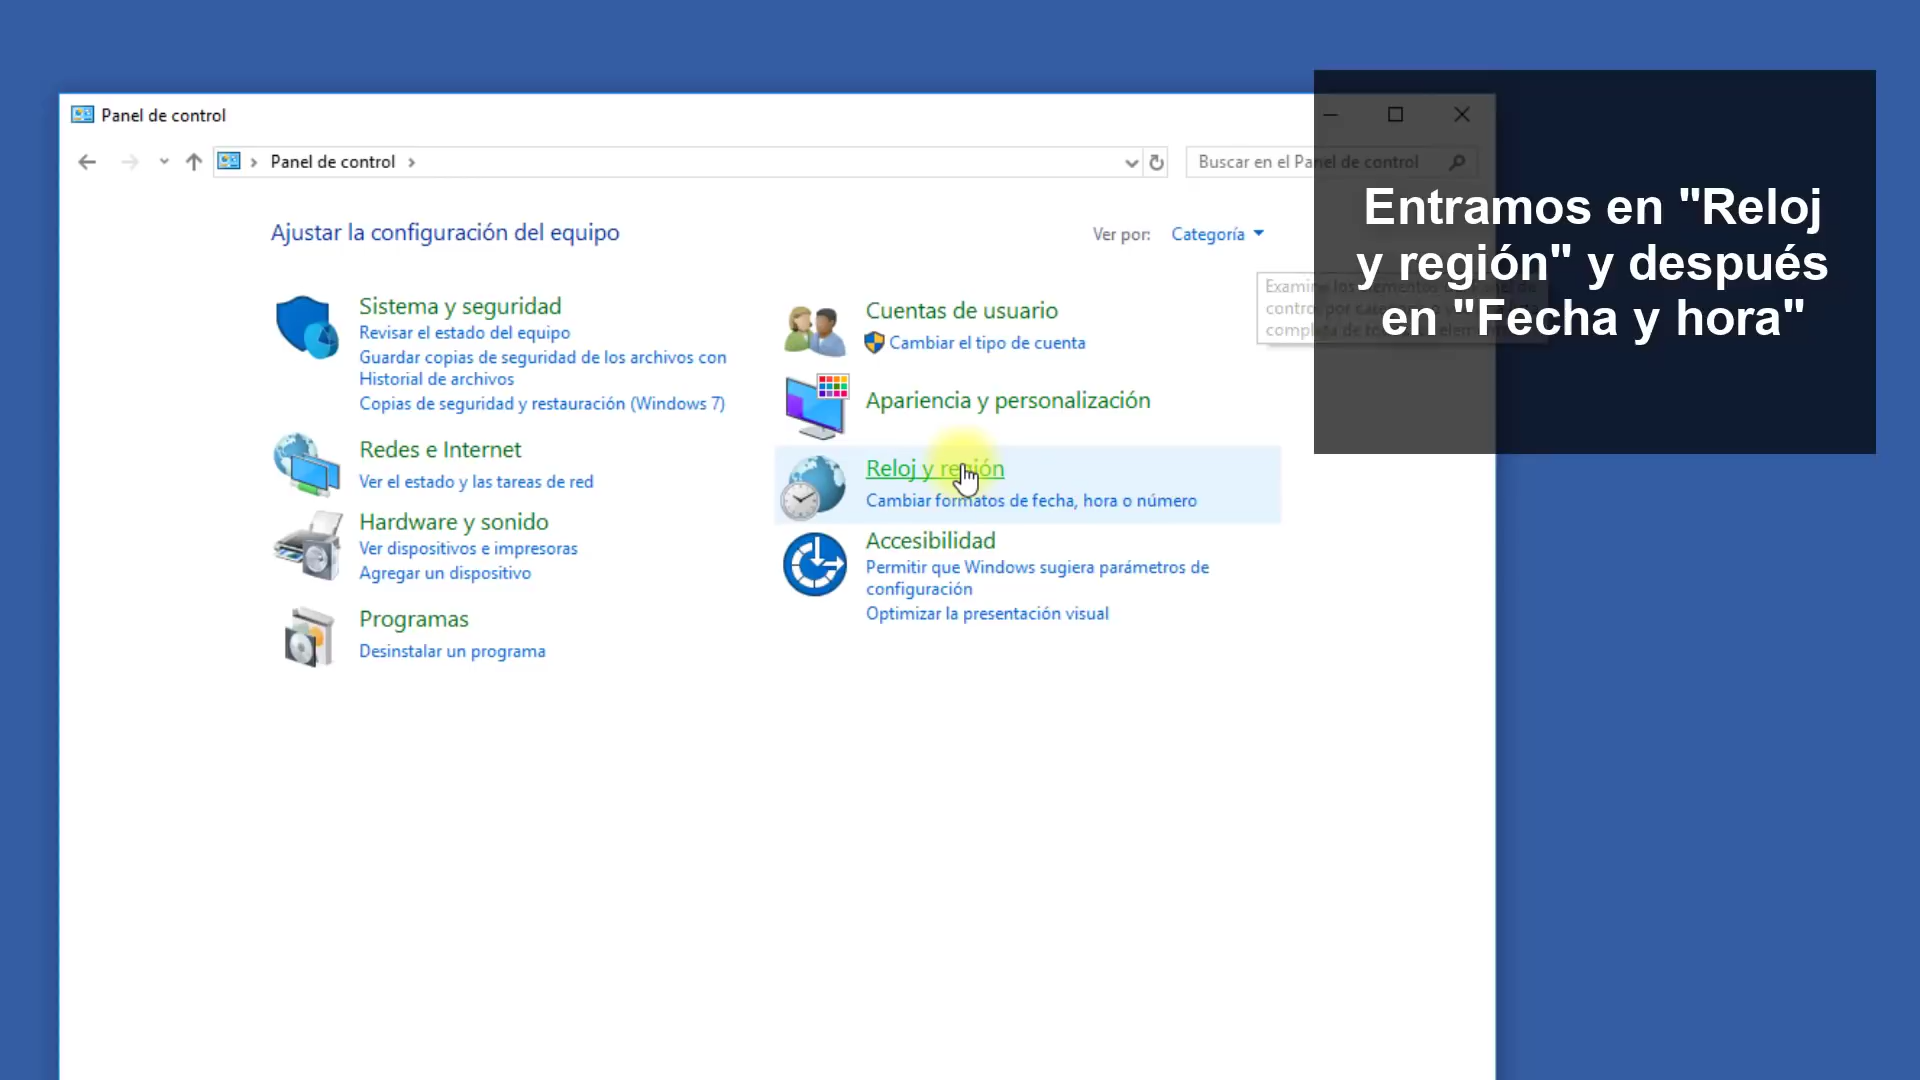 Panel de control
Panel de control
Buscar en el Panel de control
Entramos en "Reloj
y región" y después
en "Fecha y hora"
Ajustar la configuración del equipo
Ver por:
Categoría
Sistema y seguridad
Revisar el estado del equipo
Guardar copias de seguridad de los archivos con
Historial de archivos
Copias de seguridad y restauración (Windows 7)
Redes e Internet
Ver el estado y las tareas de red
Hardware y sonido
Ver dispositivos e impresoras
Agregar un dispositivo
Programas
Desinstalar un programa
Cuentas de usuario
Cambiar el tipo de cuenta
Apariencia y personalización
Reloj y región
Cambiar formatos de fecha, hora o número
Accesibilidad
Permitir que Windows sugiera parámetros de
configuración
Optimizar la presentación visual